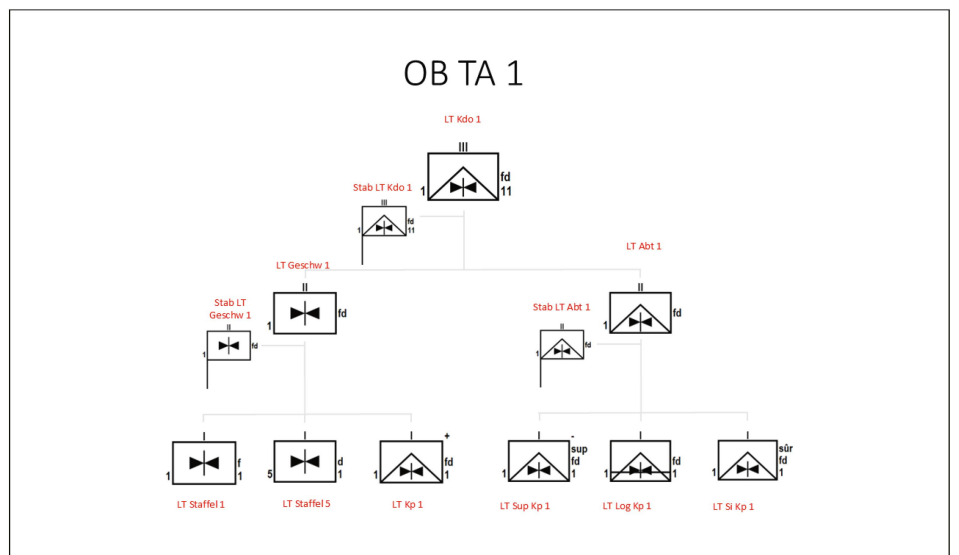 OB TA 1
LT Kdo 1
III
fd
1 11
Stab LT Kdo 1
III
fd
1 11
LT Geschw 1
II
1 fd
Stab LT
Geschw 1
II
1 fd
LT Abt 1
II
1 fd
Stab LT Abt 1
II
1 fd
I
f
1 1
LT Staffel 1
I
d
5 1
LT Staffel 5
I +
fd
1 1
LT Kp 1
I -
sup
fd
1 1
LT Sup Kp 1
I
fd
1 1
LT Log Kp 1
I
sûr
fd
1 1
LT Si Kp 1